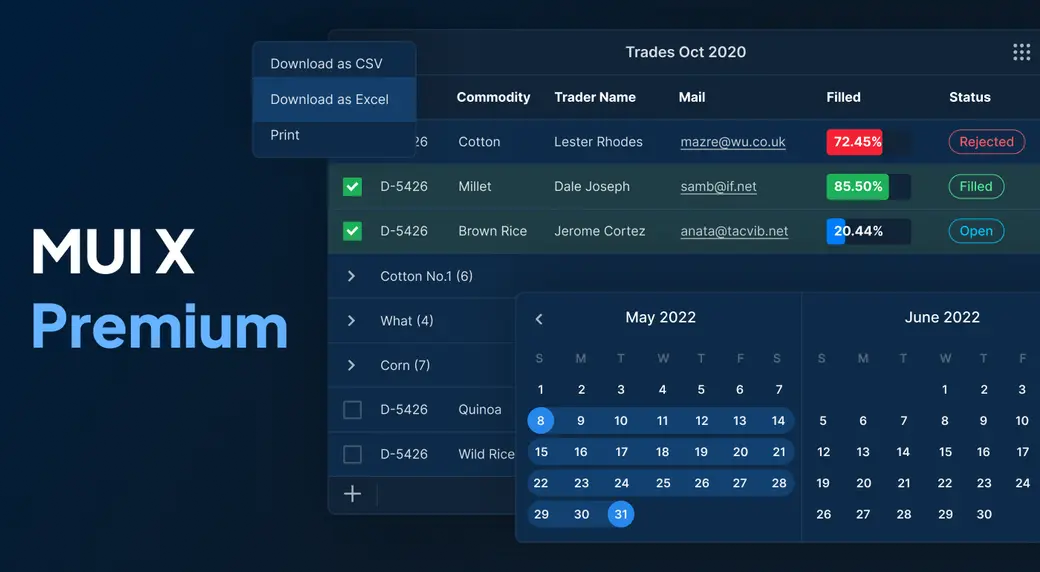 MUI X
Premium
Download as CSV
Download as Excel
Print
Trades Oct 2020
Commodity Trader Name Mail Filled Status
26 Cotton Lester Rhodes mazre@wu.co.uk 72.45% Rejected
D-5426 Millet Dale Joseph samb@if.net 85.50% Filled
D-5426 Brown Rice Jerome Cortez anata@tacvib.net 20.44% Open
Cotton No.1 (6)
What (4)
Corn (7)
D-5426 Quinoa
D-5426 Wild Rice
May 2022
S M T W T F S
1 2 3 4 5 6 7
8 9 10 11 12 13 14
15 16 17 18 19 20 21
22 23 24 25 26 27 28
29 30 31
June 2022
S M T W T F
1 2 3
5 6 7 8 9 10
12 13 14 15 16 17
19 20 21 22 23 24
26 27 28 29 30